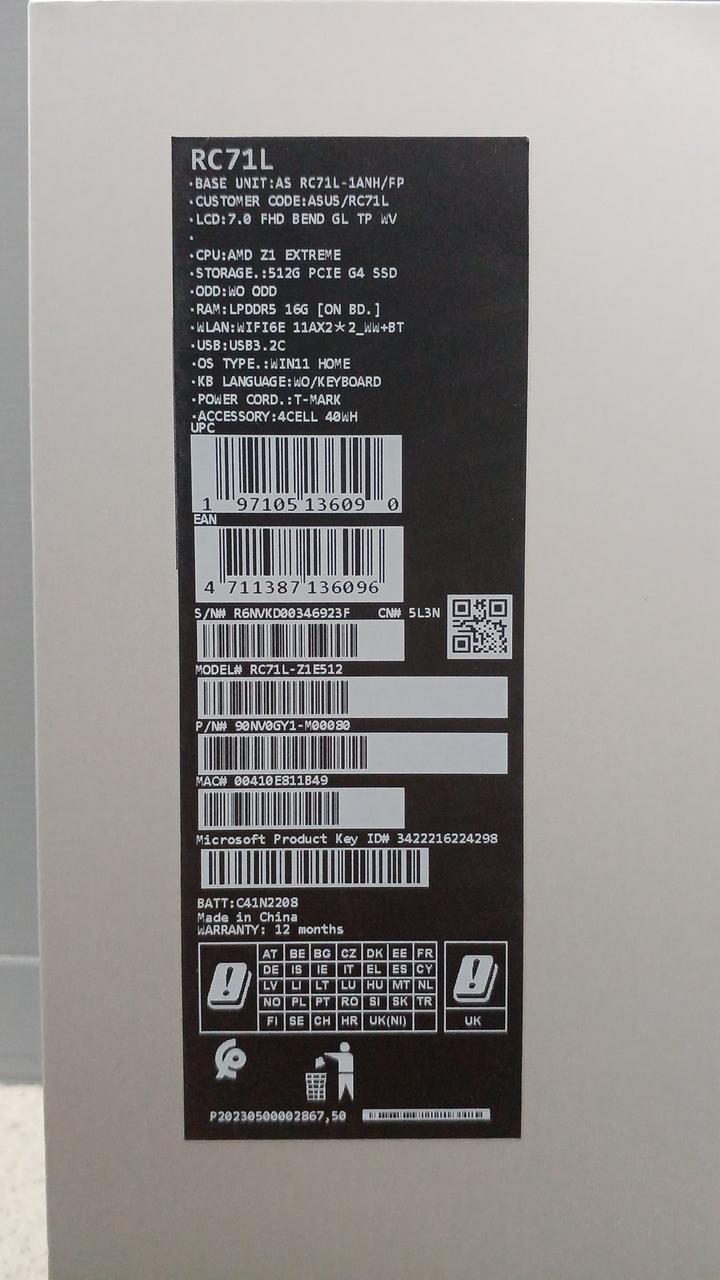 RC71L
·BASE UNIT:AS RC71L-1ANH/FP
·CUSTOMER CODE:ASUS/RC71L
·LCD:7.0 FHD BEND GL TP WV
·
·CPU:AMD Z1 EXTREME
·STORAGE.:512G PCIE G4 SSD
·ODD:WO ODD
·RAM:LPDDR5 16G [ON BD.]
·WLAN:WIFI6E 11AX2*2_WW+BT
·USB:USB3.2C
·OS TYPE.:WIN11 HOME
·KB LANGUAGE:WO/KEYBOARD
·POWER CORD.:T-MARK
·ACCESSORY:4CELL 40WH
UPC
1 97105 13609 0
EAN
4 711387 136096
S/N# R6NVKD00346923F CN# 5L3N
MODEL# RC71L-Z1E512
P/N# 90NV0GY1-M00080
MAC# 00410E811B49
Microsoft Product Key ID# 3422216224298
BATT:C41N2208
Made in China
WARRANTY: 12 months
AT BE BG CZ DK EE FR
DE IS IE IT EL ES CY
LV LI LT LU HU MT NL
NO PL PT RO SI SK TR
FI SE CH HR UK(NI)
UK
P20230500002867,50